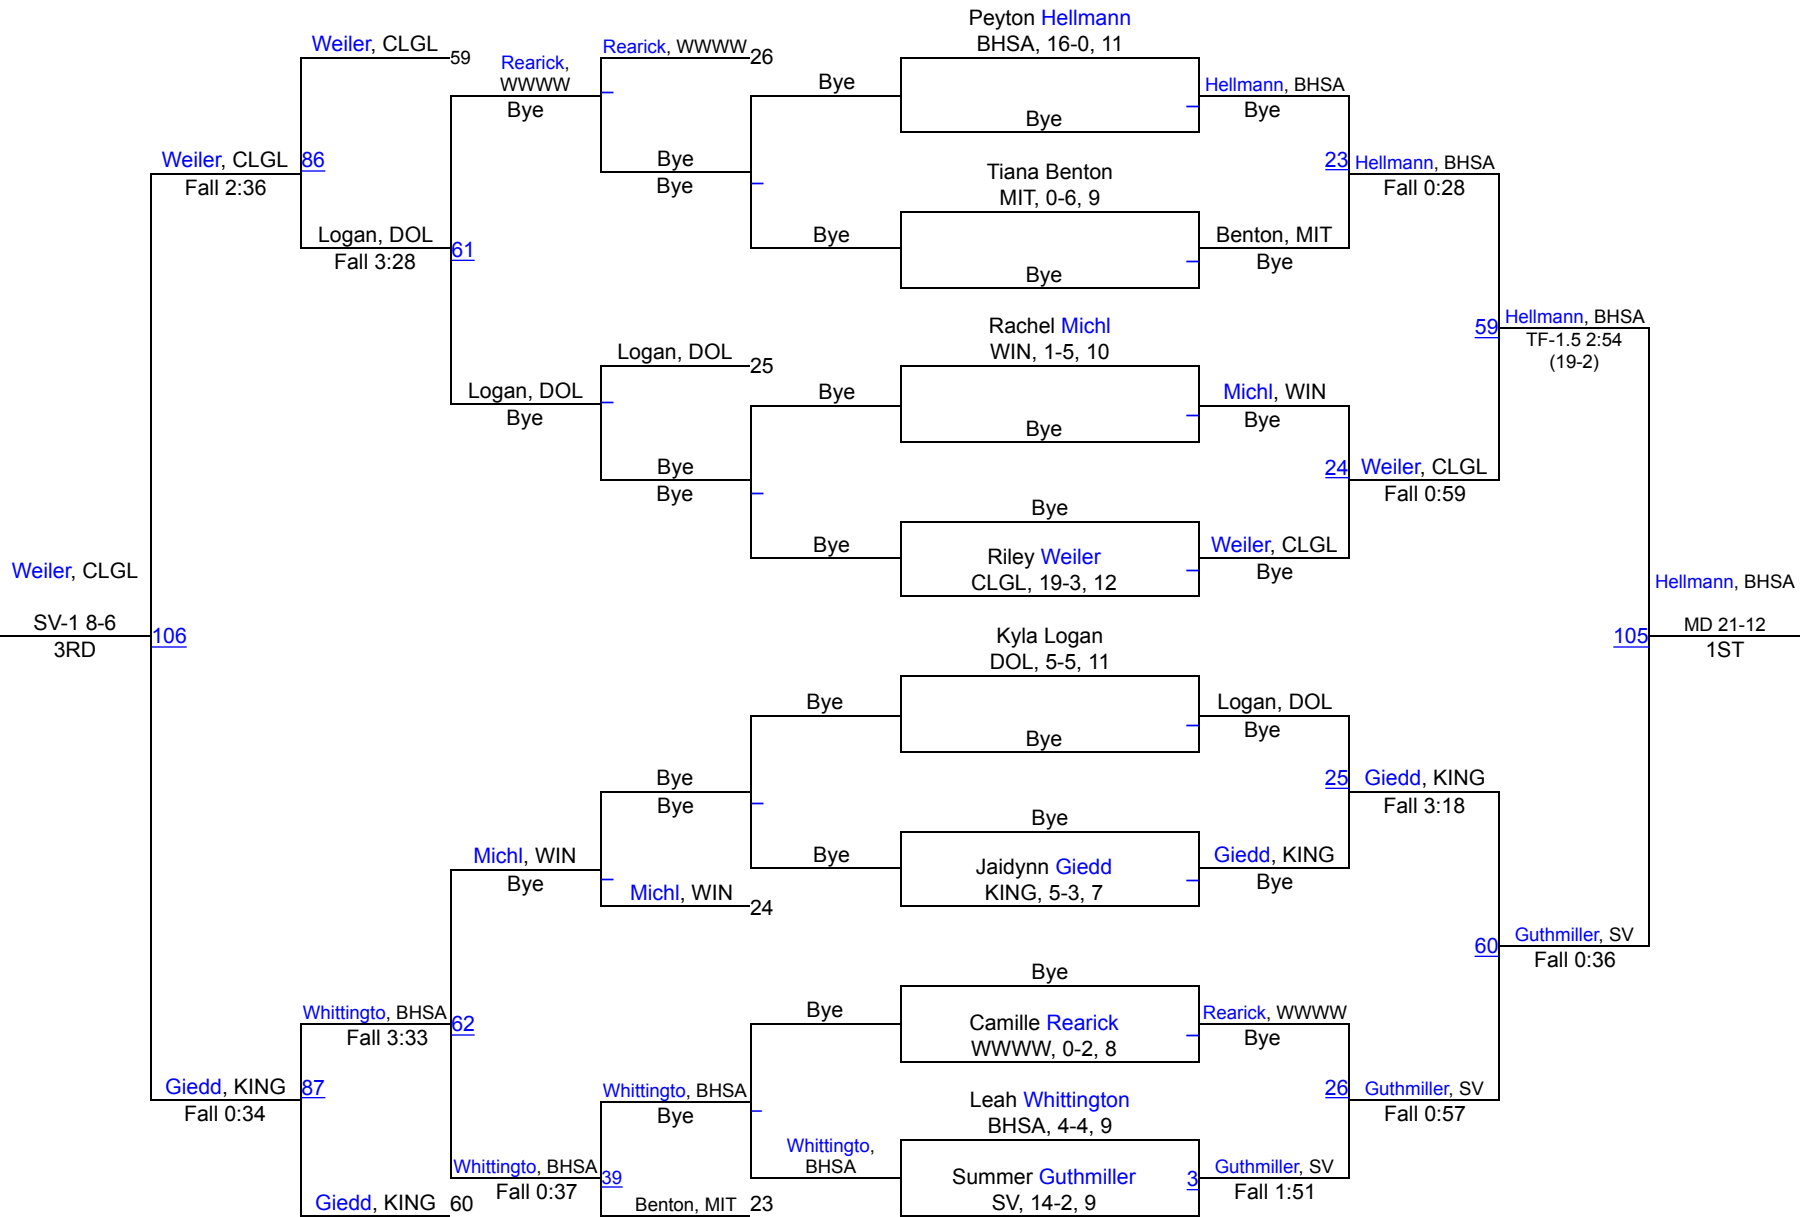 Peyton Hellmann
BHSA, 16-0, 11
Weiler, CLGL
59
Rearick,
WWWW
Bye
Rearick, WWWW
26
Bye
Bye
Hellmann, BHSA
Bye
Weiler, CLGL
Fall 2:36
86
Bye
Bye
Tiana Benton
MIT, 0-6, 9
23
Hellmann, BHSA
Fall 0:28
Logan, DOL
Fall 3:28
61
Bye
Bye
Benton, MIT
Bye
Rachel Michl
WIN, 1-5, 10
59
Hellmann, BHSA
TF-1.5 2:54
(19-2)
Logan, DOL
25
Logan, DOL
Bye
Bye
Bye
Michl, WIN
Bye
Bye
Bye
24
Weiler, CLGL
Fall 0:59
Bye
Bye
Riley Weiler
CLGL, 19-3, 12
Weiler, CLGL
Bye
Weiler, CLGL
SV-1 8-6
3RD
106
Hellmann, BHSA
105
MD 21-12
1ST
Kyla Logan
DOL, 5-5, 11
Bye
Bye
Logan, DOL
Bye
Bye
Bye
25
Giedd, KING
Fall 3:18
Bye
Bye
Jaidynn Giedd
KING, 5-3, 7
Giedd, KING
Bye
Michl, WIN
Bye
Michl, WIN
24
60
Guthmiller, SV
Fall 0:36
Bye
Bye
Camille Rearick
WWWW, 0-2, 8
Rearick, WWWW
Bye
Whittingto, BHSA
Fall 3:33
62
Giedd, KING
Fall 0:34
87
Whittingto, BHSA
Bye
Leah Whittington
BHSA, 4-4, 9
26
Guthmiller, SV
Fall 0:57
Whittingto,
BHSA
Summer Guthmiller
SV, 14-2, 9
3
Guthmiller, SV
Fall 1:51
Whittingto, BHSA
Fall 0:37
39
Giedd, KING
60
Benton, MIT
23